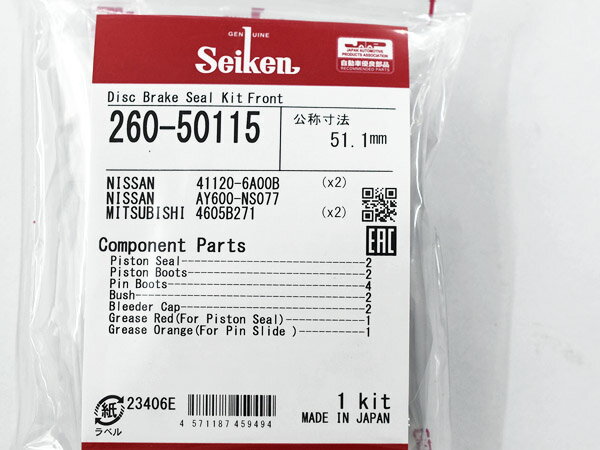 GENUINE
Seiken
JAPAN AUTOMOTIVE
PRODUCTS ASSOCIATION
自動車優良部品
RECOMMENDED PARTS
Disc Brake Seal Kit Front
260-50115
公称寸法
51.1mm
NISSAN 41120-6A00B (x2)
NISSAN AY600-NS077
MITSUBISHI 4605B271 (x2)
EAC
Component Parts
Piston Seal-----2
Piston Boots-----2
Pin Boots-----4
Bush-----2
Bleeder Cap-----2
Grease Red(For Piston Seal)-----1
Grease Orange(For Pin Slide )-----1
紙
ラベル
23406E
4 571187 459494
1 kit
MADE IN JAPAN